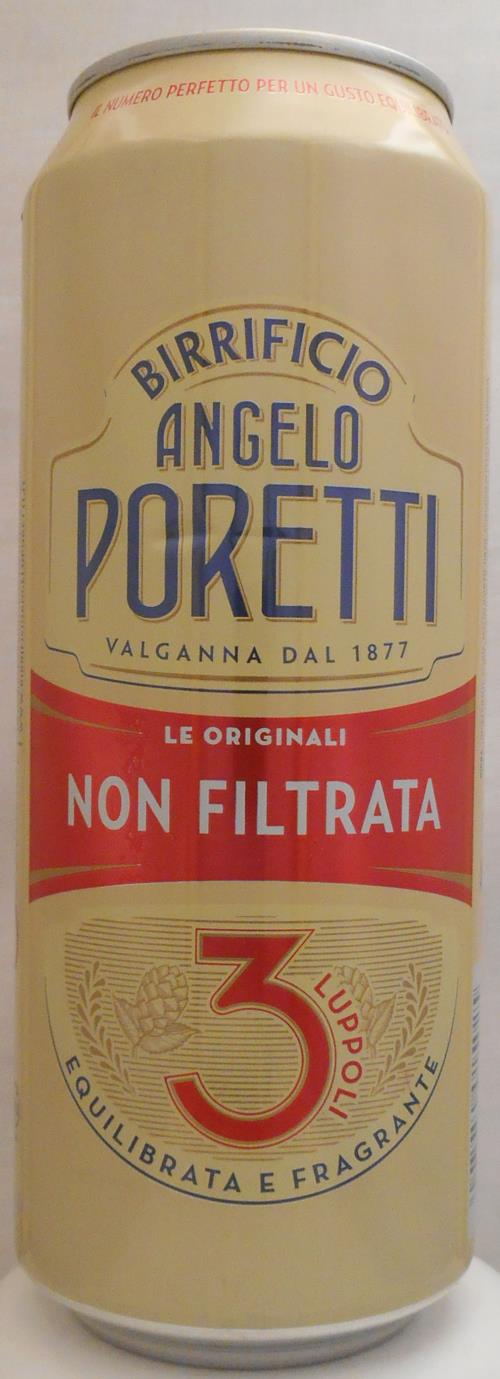 IL NUMERO PERFETTO PER UN GUSTO EQUILIBRATO
BIRRIFICIO
ANGELO
PORETTI
VALGANNA DAL 1877
LE ORIGINALI
NON FILTRATA
3
LUPPOLI
EQUILIBRATA E FRAGRANTE